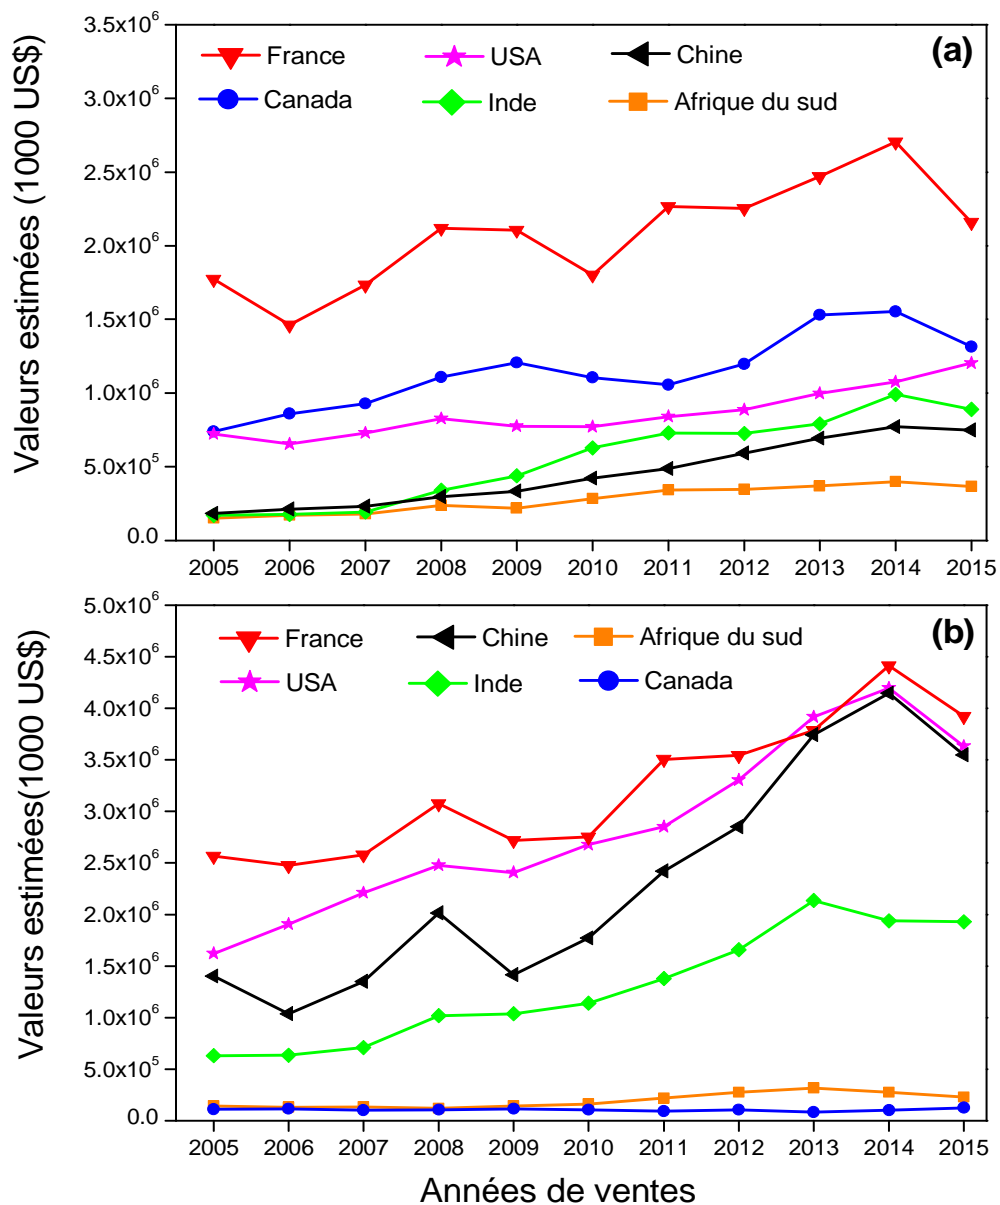 Valeurs estimées (1000 US$)
3.5x10⁶
3.0x10⁶
2.5x10⁶
2.0x10⁶
1.5x10⁶
1.0x10⁶
5.0x10⁵
0.0
France USA Chine (a)
Canada Inde Afrique du sud
2005 2006 2007 2008 2009 2010 2011 2012 2013 2014 2015
Valeurs estimées(1000 US$)
5.0x10⁶
4.5x10⁶
4.0x10⁶
3.5x10⁶
3.0x10⁶
2.5x10⁶
2.0x10⁶
1.5x10⁶
1.0x10⁶
5.0x10⁵
0.0
France Chine Afrique du sud (b)
USA Inde Canada
2005 2006 2007 2008 2009 2010 2011 2012 2013 2014 2015
Années de ventes